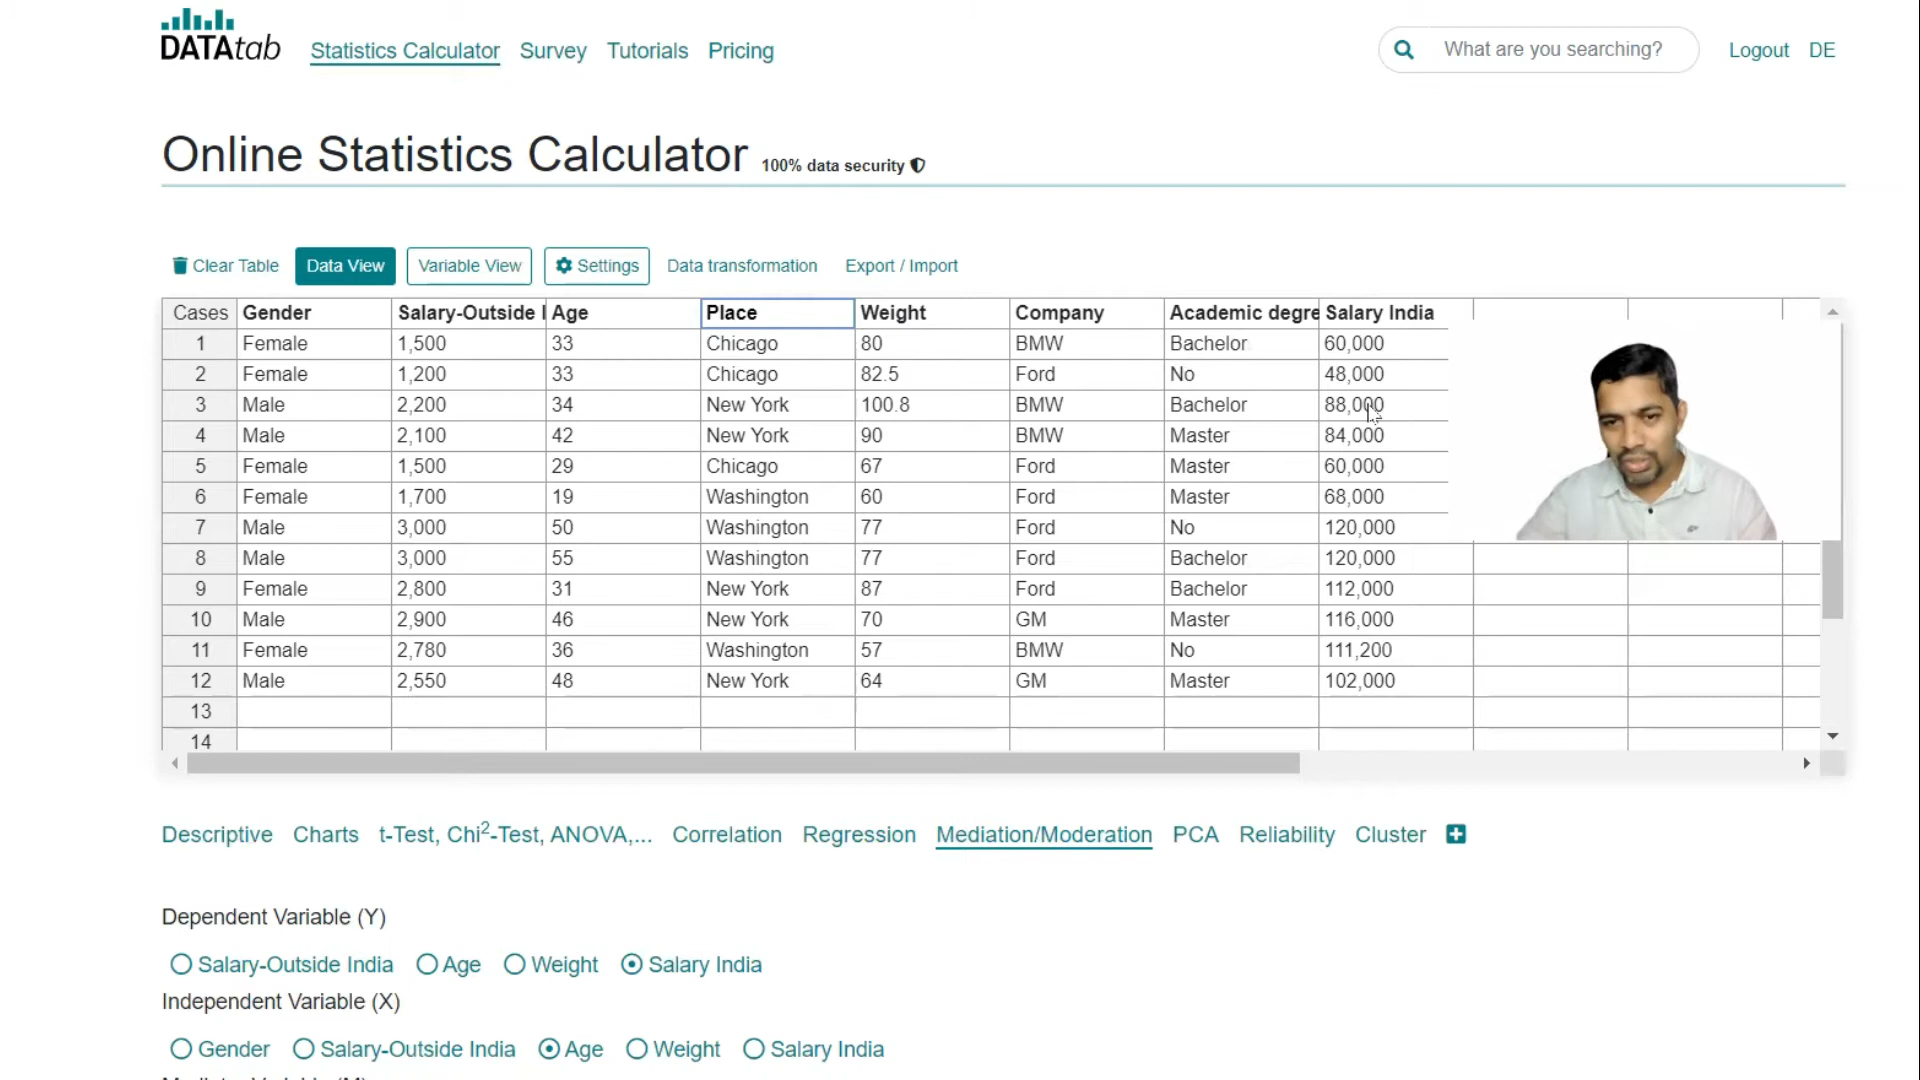 DATAtab
Statistics Calculator Survey Tutorials Pricing
What are you searching?
Logout DE
Online Statistics Calculator 100% data security
Clear Table Data View Variable View Settings Data transformation Export / Import
Cases Gender Salary-Outside I Age Place Weight Company Academic degre Salary India
1 Female 1,500 33 Chicago 80 BMW Bachelor 60,000
2 Female 1,200 33 Chicago 82.5 Ford No 48,000
3 Male 2,200 34 New York 100.8 BMW Bachelor 88,000
4 Male 2,100 42 New York 90 BMW Master 84,000
5 Female 1,500 29 Chicago 67 Ford Master 60,000
6 Female 1,700 19 Washington 60 Ford Master 68,000
7 Male 3,000 50 Washington 77 Ford No 120,000
8 Male 3,000 55 Washington 77 Ford Bachelor 120,000
9 Female 2,800 31 New York 87 Ford Bachelor 112,000
10 Male 2,900 46 New York 70 GM Master 116,000
11 Female 2,780 36 Washington 57 BMW No 111,200
12 Male 2,550 48 New York 64 GM Master 102,000
13
14
Descriptive Charts t-Test, Chi²-Test, ANOVA,... Correlation Regression Mediation/Moderation PCA Reliability Cluster
Dependent Variable (Y)
Salary-Outside India Age Weight Salary India
Independent Variable (X)
Gender Salary-Outside India Age Weight Salary India